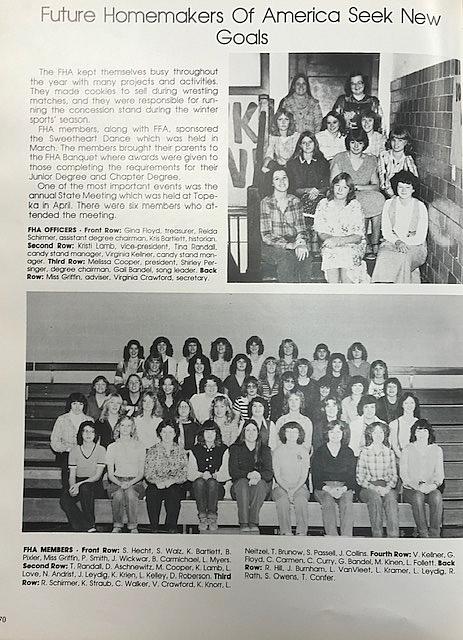 Future Homemakers Of America Seek New
Goals
The FHA kept themselves busy throughout
the year with many projects and activities.
They made cookies to sell during wrestling
matches, and they were responsible for run-
ning the concession stand during the winter
sports' season.
FHA members, along with FFA, sponsored
the Sweetheart Dance which was held in
March. The members brought their parents to
the FHA Banquet where awards were given to
those completing the requirements for their
Junior Degree and Chapter Degree.
One of the most important events was the
annual State Meeting which was held at Tope-
ka in April. There were six members who at-
tended the meeting.
FHA OFFICERS - Front Row: Gina Floyd, treasurer, Reida
Schirmer, assistant degree chairman, Kris Bartlett, historian.
Second Row: Kristi Lamb, vice-president, Tina Randall,
candy stand manager, Virginia Kellner, candy stand man-
ager. Third Row: Melissa Cooper, president, Shirley Per-
singer, degree chairman, Gail Bandel, song leader. Back
Row: Miss Griffin, adviser, Virginia Crawford, secretary.
FHA MEMBERS - Front Row: S. Hecht, S. Walz, K. Bartlett, B.
Pixler, Miss Griffin, P. Smith, J. Wickwar, B. Carmichael, L. Myers.
Second Row: T. Randall, D. Aschnewitz, M. Cooper, K. Lamb, L.
Love, N. Andrist, J. Leydig, K. Krien, L. Kelley, D. Roberson. Third
Row: R. Schirmer, K. Straub, C. Walker, V. Crawford, K. Knorr, L.
Neitzel, T. Brunow, S. Passell, J. Collins. Fourth Row: V. Kellner, G.
Floyd, C. Carmen, C. Curry, G. Bandel, M. Kinen, L. Follett. Back
Row: R. Hill, J. Burnham, L. VanVleet, L. Kramer, L. Leydig, R.
Rath, S. Owens, T. Confer.
70